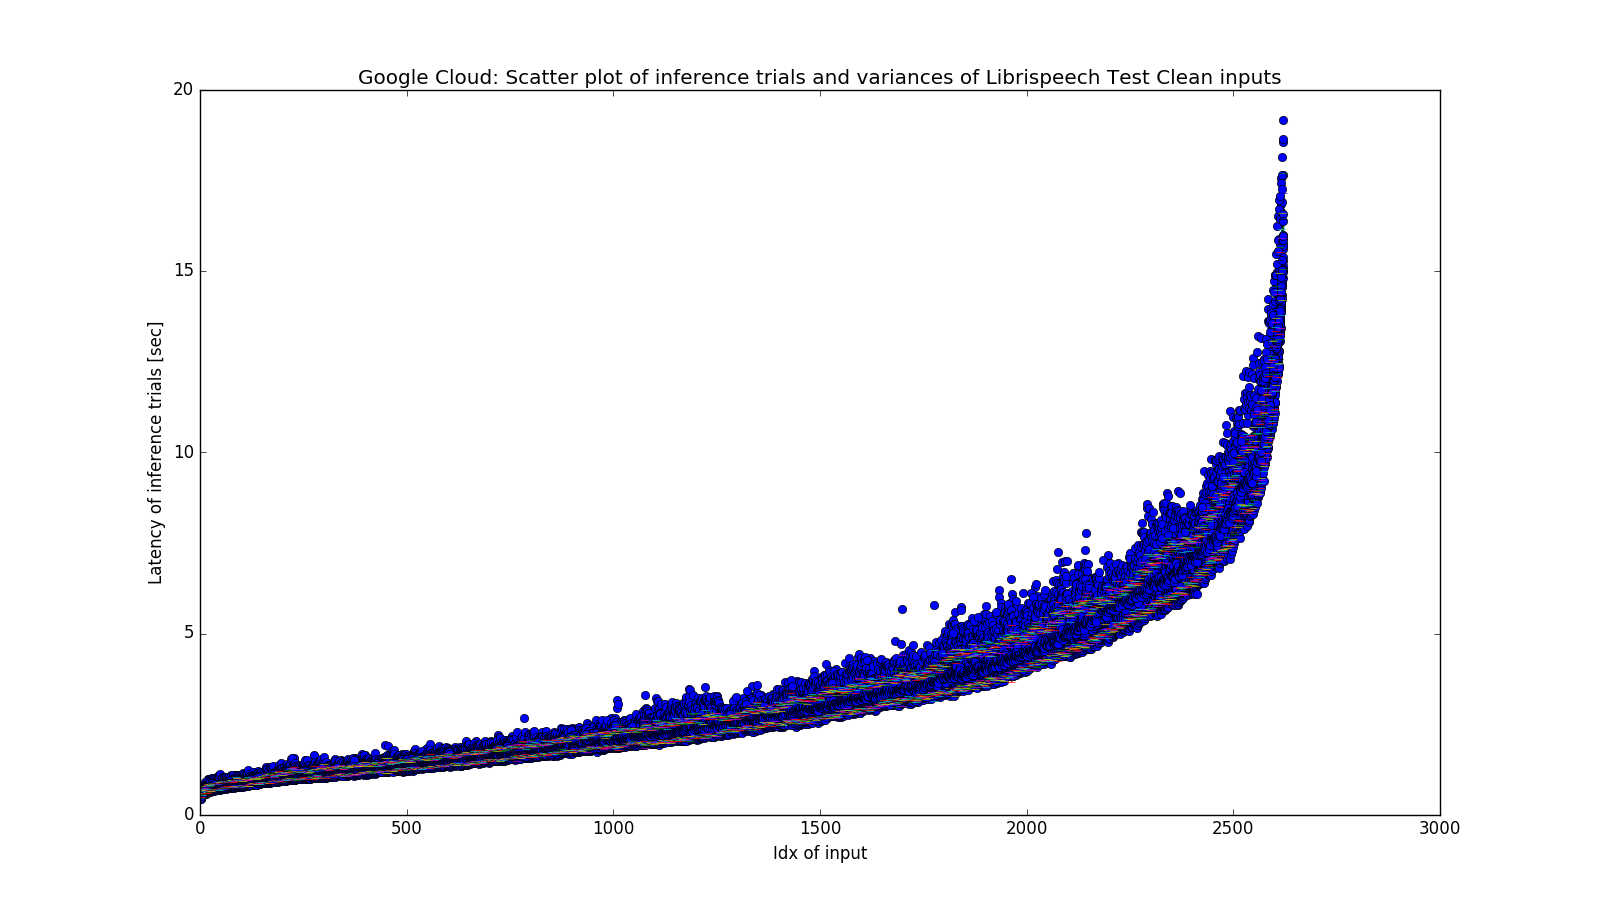 Google Cloud: Scatter plot of inference trials and variances of Librispeech Test Clean inputs
20
15
10
5
0
Latency of inference trials [sec]
0 500 1000 1500 2000 2500 3000
Idx of input